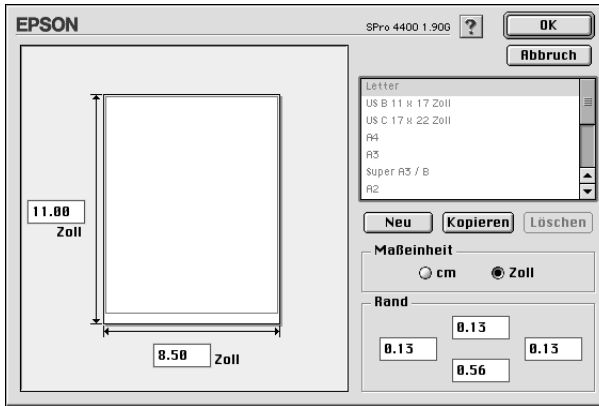 EPSON
SPro 4400 1.90G
?
OK
Abbruch
Letter
US B 11 x 17 Zoll
US C 17 x 22 Zoll
A4
A3
Super A3 / B
A2
11.00
Zoll
8.50 Zoll
Neu Kopieren Löschen
Maßeinheit
cm Zoll
Rand
0.13
0.13 0.13
0.56